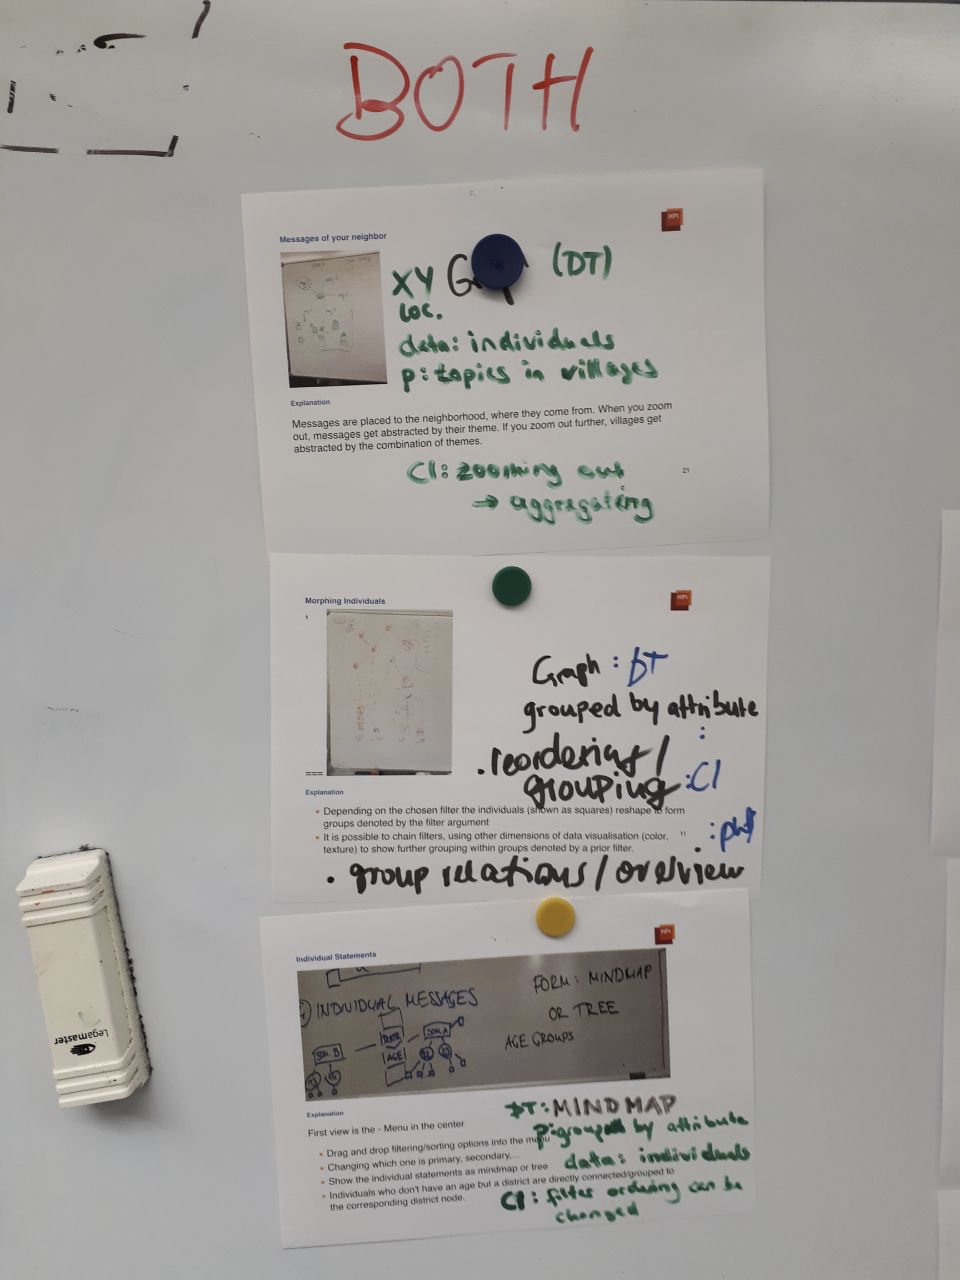 BOTH
Messages of your neighbor
HPI
XY (DT)
Loc.
data: individuals
p: topics in villages
Explanation
Messages are placed to the neighborhood, where they come from. When you zoom
out, messages get abstracted by their theme. If you zoom out further, villages get
abstracted by the combination of themes.
21
CI: zooming out
→ aggregating
Morphing Individuals
HPI
1
Graph : DT
grouped by attribute
:
• reordering /
grouping :CI
===
Explanation
• Depending on the chosen filter the individuals (shown as squares) reshape to form
groups denoted by the filter argument
• It is possible to chain filters, using other dimensions of data visualisation (color,
texture) to show further grouping within groups denoted by a prior filter.
11
• group relations / overview
Individual Statements
HPI
INDIVIDUAL MESSAGES
FORM: MINDMAP
OR TREE
AGE GROUPS
AGE
Explanation
DT: MINDMAP
First view is the - Menu in the center
p: grouped by attribute
• Drag and drop filtering/sorting options into the menu
• Changing which one is primary, secondary,...
data: individuals
• Show the individual statements as mindmap or tree
• Individuals who don't have an age but a district are directly connected/grouped to
the corresponding district node.
CI: filter ordering can be
changed
Legamaster